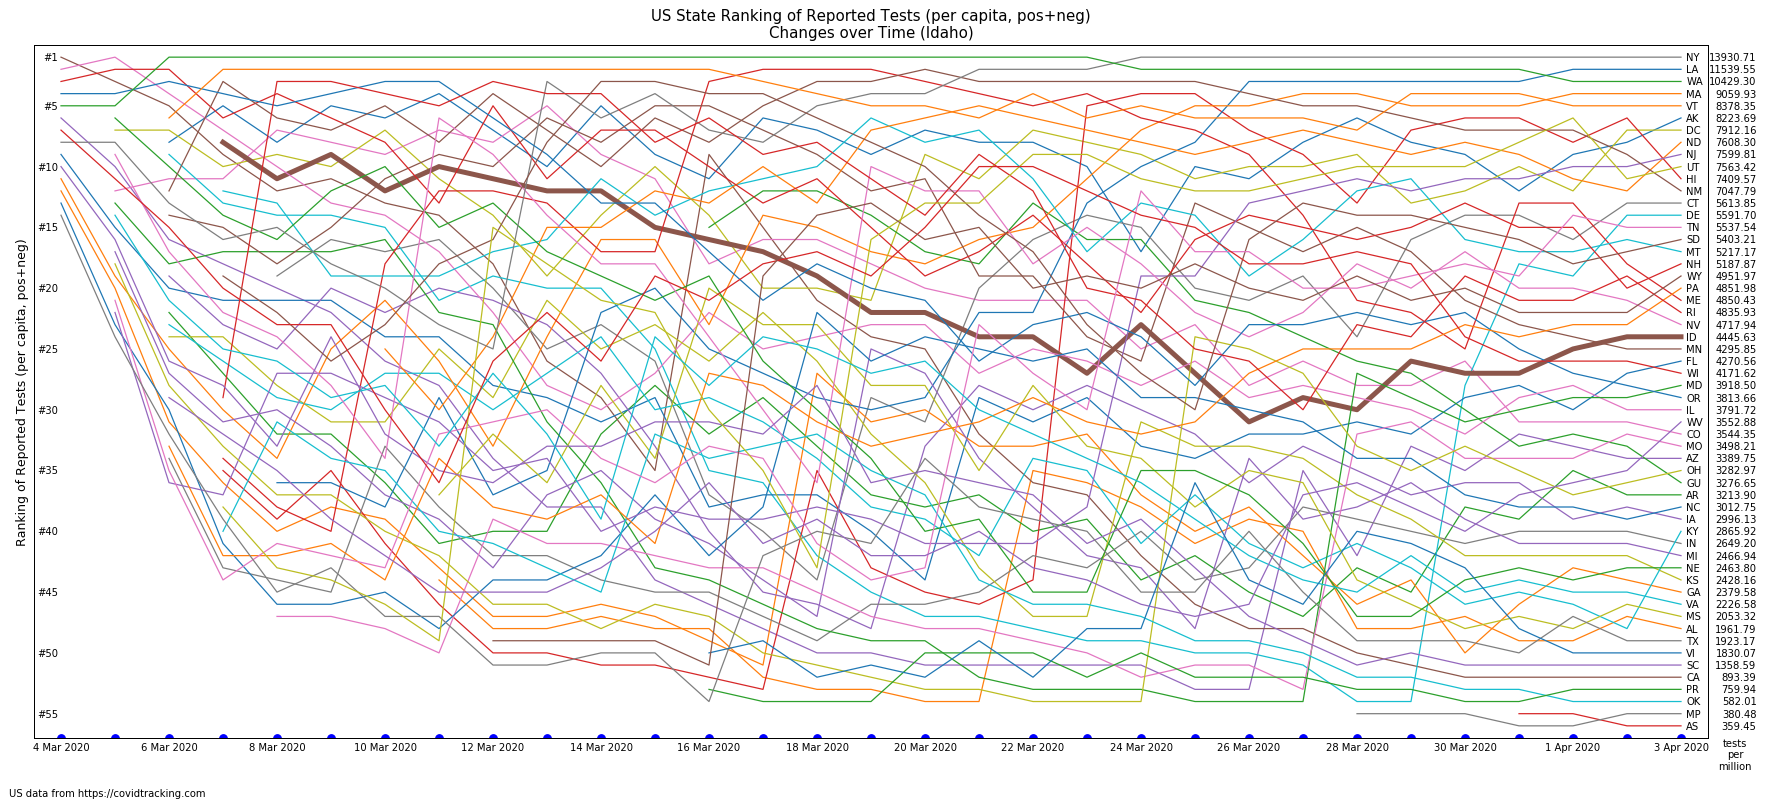 US State Ranking of Reported Tests (per capita, pos+neg)
Changes over Time (Idaho)
Ranking of Reported Tests (per capita, pos+neg)
#1
#5
#10
#15
#20
#25
#30
#35
#40
#45
#50
#55
NY 13930.71
LA 11539.55
WA 10429.30
MA 9059.93
VT 8378.35
AK 8223.69
DC 7912.16
ND 7608.30
NJ 7599.81
UT 7563.42
HI 7409.57
NM 7047.79
CT 5613.85
DE 5591.70
TN 5537.54
SD 5403.21
MT 5217.17
NH 5187.87
WY 4951.97
PA 4851.98
ME 4850.43
RI 4835.93
NV 4717.94
ID 4445.63
MN 4295.85
FL 4270.56
WI 4171.62
MD 3918.50
OR 3813.66
IL 3791.72
WV 3552.88
CO 3544.35
MO 3498.21
AZ 3389.75
OH 3282.97
GU 3276.65
AR 3213.90
NC 3012.75
IA 2996.13
KY 2865.92
IN 2649.20
MI 2466.94
NE 2463.80
KS 2428.16
GA 2379.58
VA 2226.58
MS 2053.32
AL 1961.79
TX 1923.17
VI 1830.07
SC 1358.59
CA 893.39
PR 759.94
OK 582.01
MP 380.48
AS 359.45
4 Mar 2020 6 Mar 2020 8 Mar 2020 10 Mar 2020 12 Mar 2020 14 Mar 2020 16 Mar 2020 18 Mar 2020 20 Mar 2020 22 Mar 2020 24 Mar 2020 26 Mar 2020 28 Mar 2020 30 Mar 2020 1 Apr 2020 3 Apr 2020
tests
per
million
US data from https://covidtracking.com